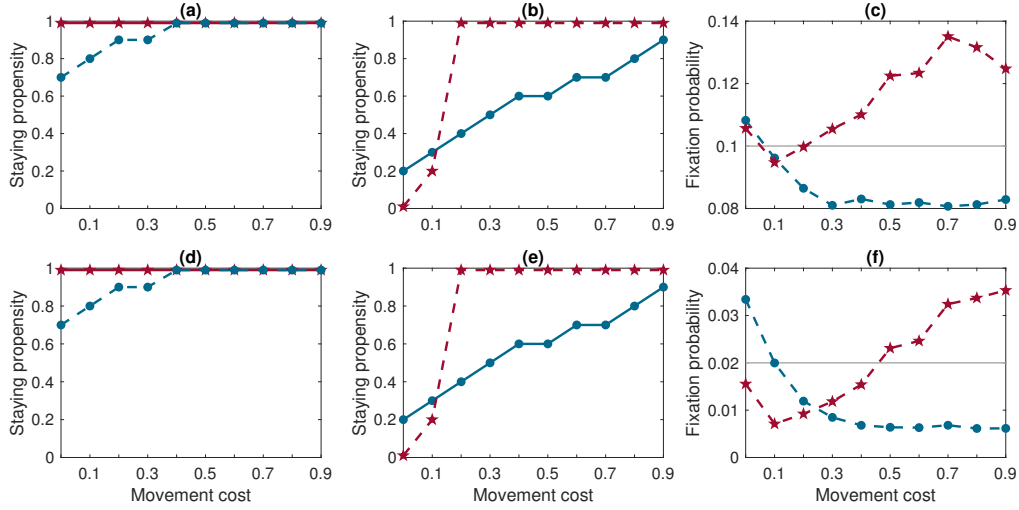 (a)
Staying propensity
1
0.8
0.6
0.4
0.2
0
0.1 0.3 0.5 0.7 0.9
(b)
Staying propensity
1
0.8
0.6
0.4
0.2
0
0.1 0.3 0.5 0.7 0.9
(c)
Fixation probability
0.14
0.12
0.1
0.08
0.1 0.3 0.5 0.7 0.9
(d)
Staying propensity
1
0.8
0.6
0.4
0.2
0
0.1 0.3 0.5 0.7 0.9
Movement cost
(e)
Staying propensity
1
0.8
0.6
0.4
0.2
0
0.1 0.3 0.5 0.7 0.9
Movement cost
(f)
Fixation probability
0.04
0.03
0.02
0.01
0
0.1 0.3 0.5 0.7 0.9
Movement cost